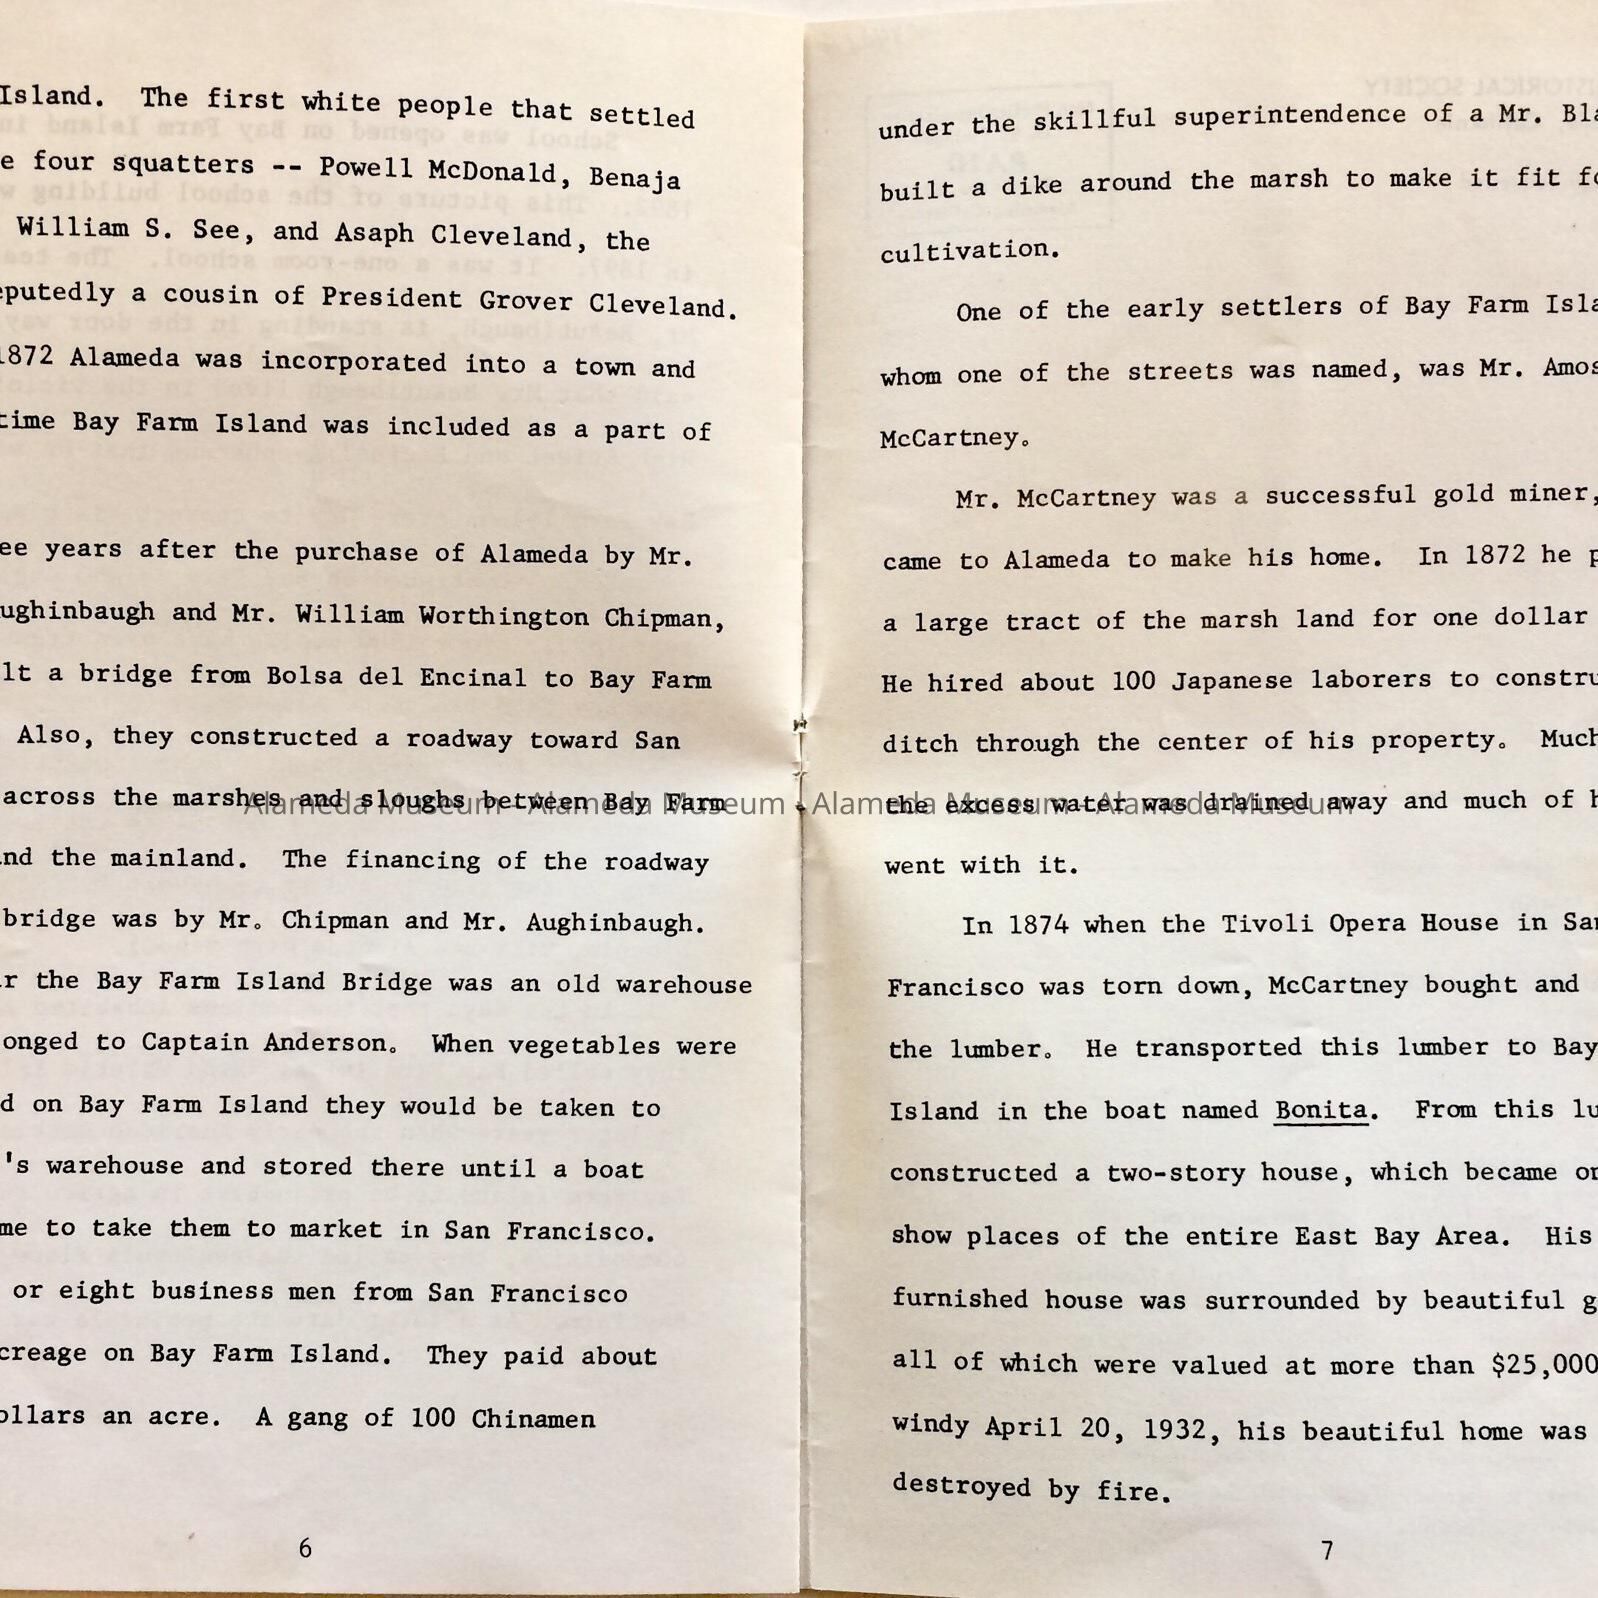 Island. The first white people that settled
four squatters -- Powell McDonald, Benaja
William S. See, and Asaph Cleveland, the
a cousin of President Grover Cleveland.
1872 Alameda was incorporated into a town and
time Bay Farm Island was included as a part of
years after the purchase of Alameda by Mr.
and Mr. William Worthington Chipman,
a bridge from Bolsa del Encinal to Bay Farm
Also, they constructed a roadway toward San
across the marshes and sloughs between Bay Farm
the mainland. The financing of the roadway
bridge was by Mr. Chipman and Mr. Aughinbaugh.
the Bay Farm Island Bridge was an old warehouse
to Captain Anderson. When vegetables were
on Bay Farm Island they would be taken to
's warehouse and stored there until a boat
to take them to market in San Francisco.
or eight business men from San Francisco
on Bay Farm Island. They paid about
an acre. A gang of 100 Chinamen
6
under the skillful superintendence of a Mr.
built a dike around the marsh to make it fit
cultivation.
One of the early settlers of Bay Farm
whom one of the streets was named, was Mr. Amos
McCartney.
Mr. McCartney was a successful gold miner,
came to Alameda to make his home. In 1872 he
a large tract of the marsh land for one dollar
He hired about 100 Japanese laborers to
ditch through the center of his property. Much
the excess water was drained away and much of
went with it.
In 1874 when the Tivoli Opera House in
Francisco was torn down, McCartney bought and
the lumber. He transported this lumber to Bay
Island in the boat named Bonita. From this
constructed a two-story house, which became
show places of the entire East Bay Area. His
furnished house was surrounded by beautiful
all of which were valued at more than $25,000
windy April 20, 1932, his beautiful home was
destroyed by fire.
7
Alameda Museum - Alameda Museum - Alameda Museum - Alameda Museum